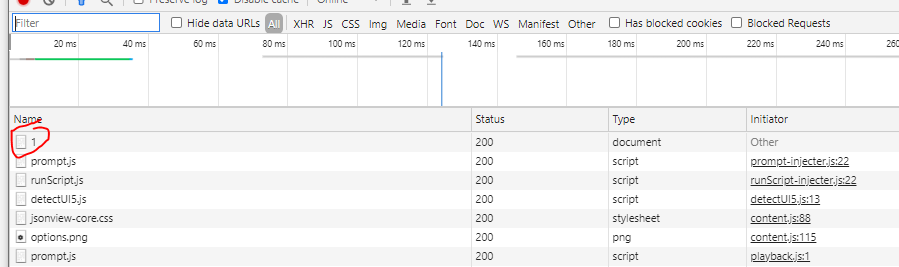 Preserve log Disable cache Online
Filter Hide data URLs All XHR JS CSS Img Media Font Doc WS Manifest Other Has blocked cookies Blocked Requests
20 ms 40 ms 60 ms 80 ms 100 ms 120 ms 140 ms 160 ms 180 ms 200 ms 220 ms 240 ms 260
Name Status Type Initiator
1 200 document Other
prompt.js 200 script prompt-injecter.js:22
runScript.js 200 script runScript-injecter.js:22
detectUI5.js 200 script detectUI5.js:13
jsonview-core.css 200 stylesheet content.js:88
options.png 200 png content.js:115
prompt.js 200 script playback.js:1